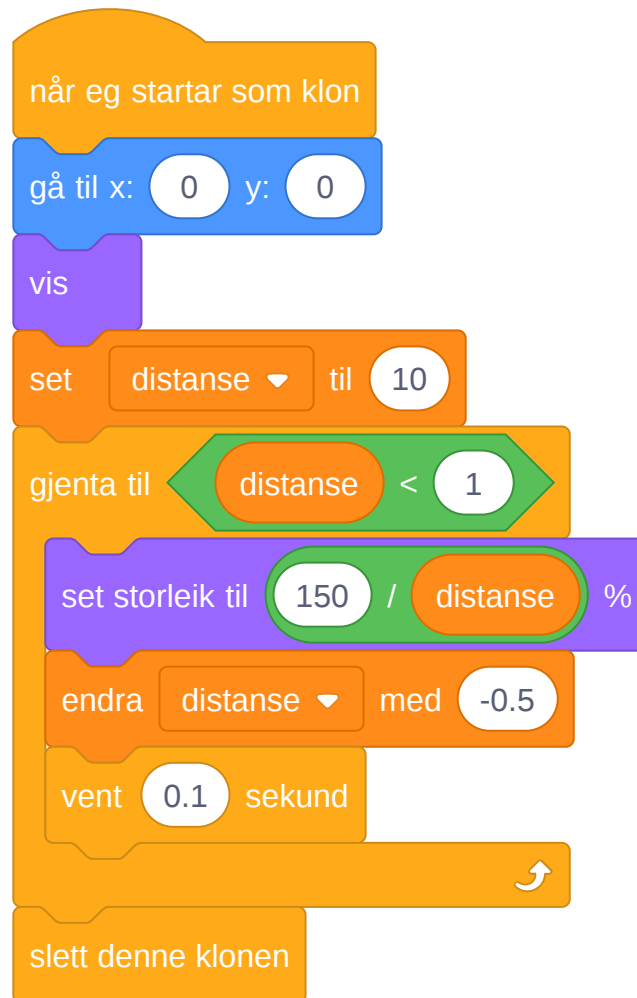 når eg startar som klon
gå til x: 0 y: 0
vis
set distanse til 10
gjenta til distanse < 1
set storleik til 150 / distanse %
endra distanse med -0.5
vent 0.1 sekund
slett denne klonen